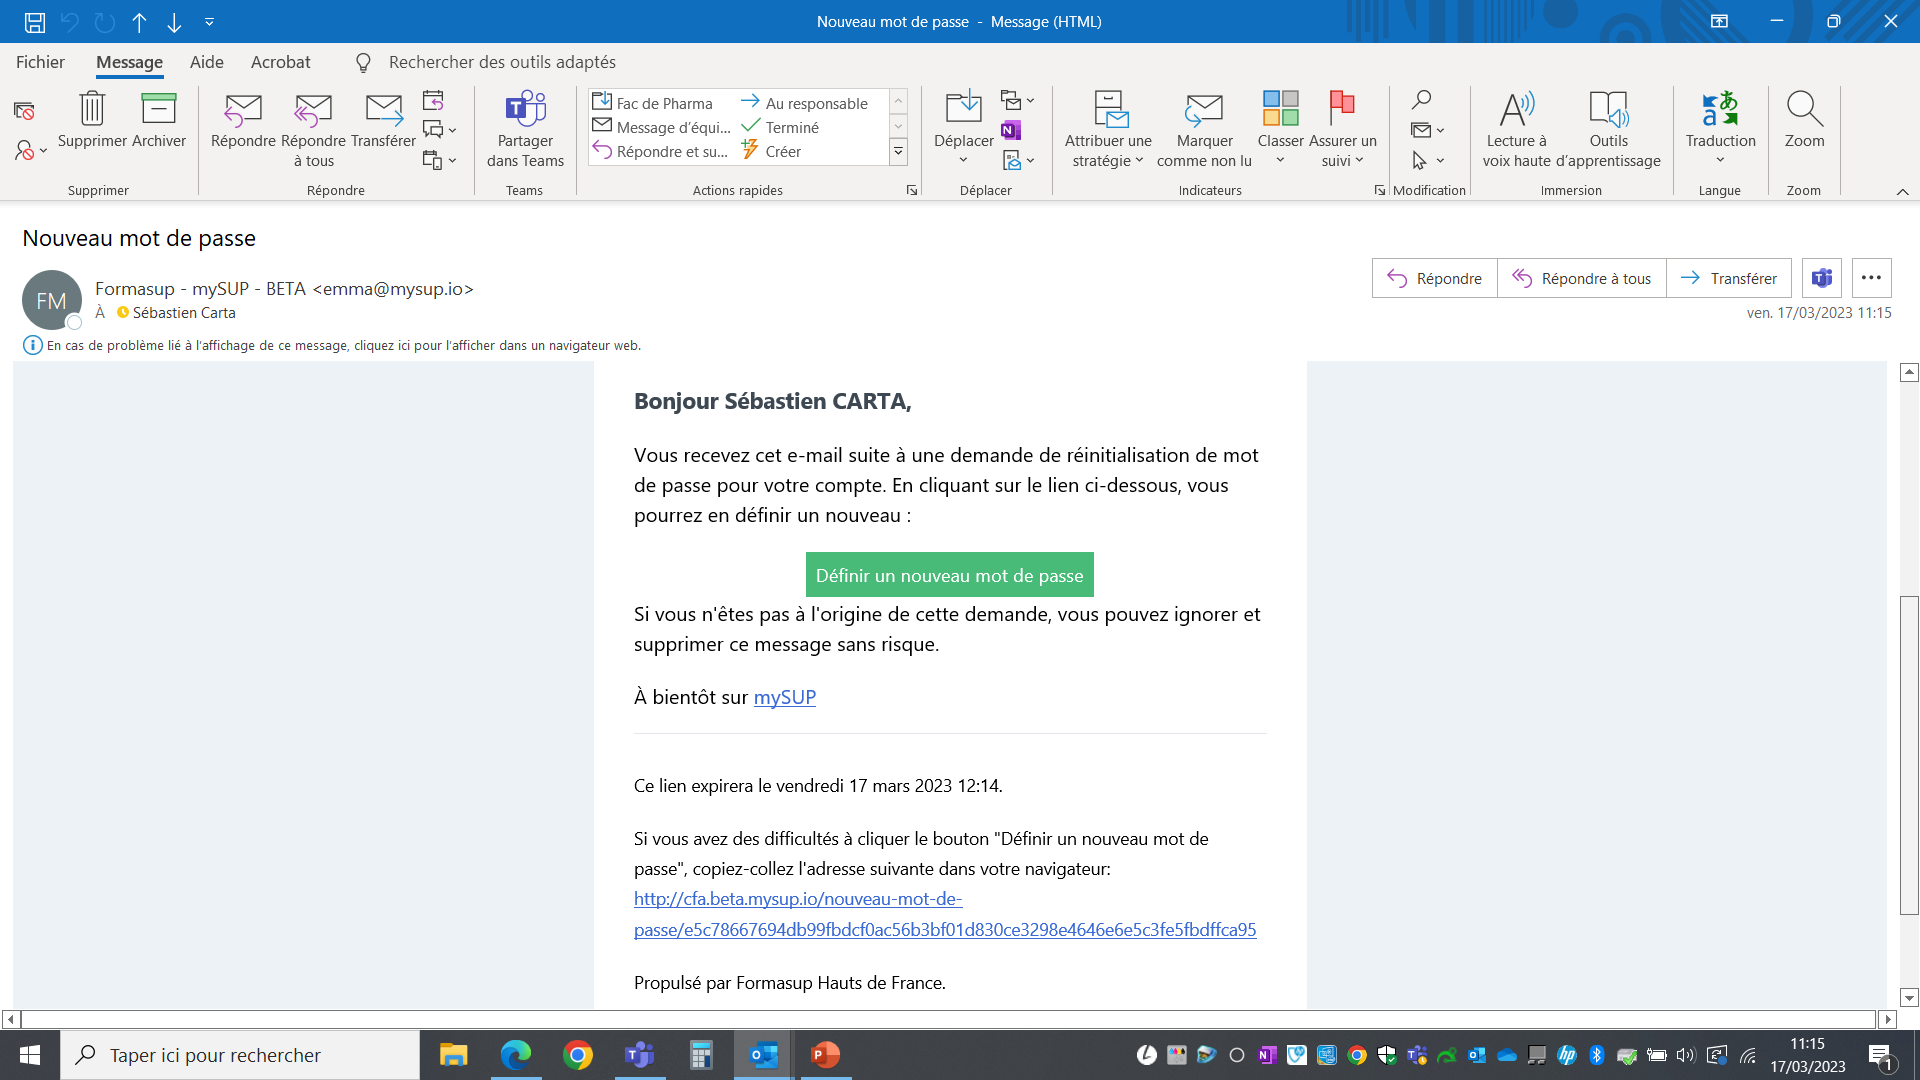 Nouveau mot de passe - Message (HTML)
Fichier Message Aide Acrobat Rechercher des outils adaptés
Supprimer Archiver
Supprimer
Répondre Répondre à tous Transférer
Répondre
Partager dans Teams
Teams
Fac de Pharma Au responsable
Message d'équi... Terminé
Répondre et su... Créer
Actions rapides
Déplacer
Déplacer
Attribuer une stratégie Marquer comme non lu Classer Assurer un suivi
Indicateurs
Modification
Lecture à voix haute Outils d'apprentissage
Immersion
Traduction
Langue
Zoom
Zoom
Nouveau mot de passe
FM
Formasup - mySUP - BETA <emma@mysup.io>
À Sébastien Carta
Répondre Répondre à tous Transférer
ven. 17/03/2023 11:15
En cas de problème lié à l'affichage de ce message, cliquez ici pour l'afficher dans un navigateur web.
Bonjour Sébastien CARTA,
Vous recevez cet e-mail suite à une demande de réinitialisation de mot
de passe pour votre compte. En cliquant sur le lien ci-dessous, vous
pourrez en définir un nouveau :
Définir un nouveau mot de passe
Si vous n'êtes pas à l'origine de cette demande, vous pouvez ignorer et
supprimer ce message sans risque.
À bientôt sur mySUP
Ce lien expirera le vendredi 17 mars 2023 12:14.
Si vous avez des difficultés à cliquer le bouton "Définir un nouveau mot de
passe", copiez-collez l'adresse suivante dans votre navigateur:
http://cfa.beta.mysup.io/nouveau-mot-de-
passe/e5c78667694db99fbdcf0ac56b3bf01d830ce3298e4646e6e5c3fe5fbdffca95
Propulsé par Formasup Hauts de France.
Taper ici pour rechercher
11:15
17/03/2023
1